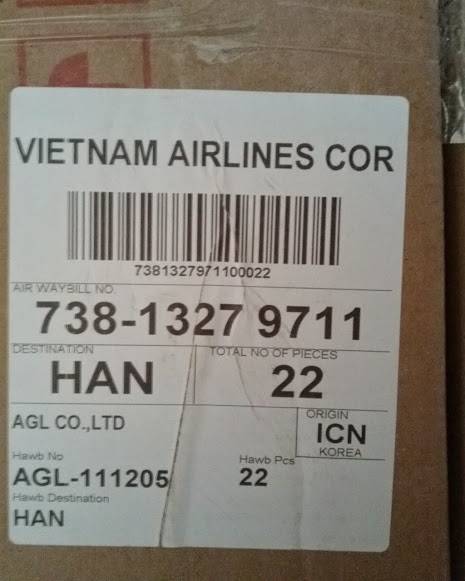 VIETNAM AIRLINES COR
7381327971100022
AIR WAYBILL NO.
738-1327 9711
DESTINATION
TOTAL NO OF PIECES
HAN
22
AGL CO.,LTD
ORIGIN
ICN
KOREA
Hawb No
AGL-111205
Hawb Pcs
22
Hawb Destination
HAN